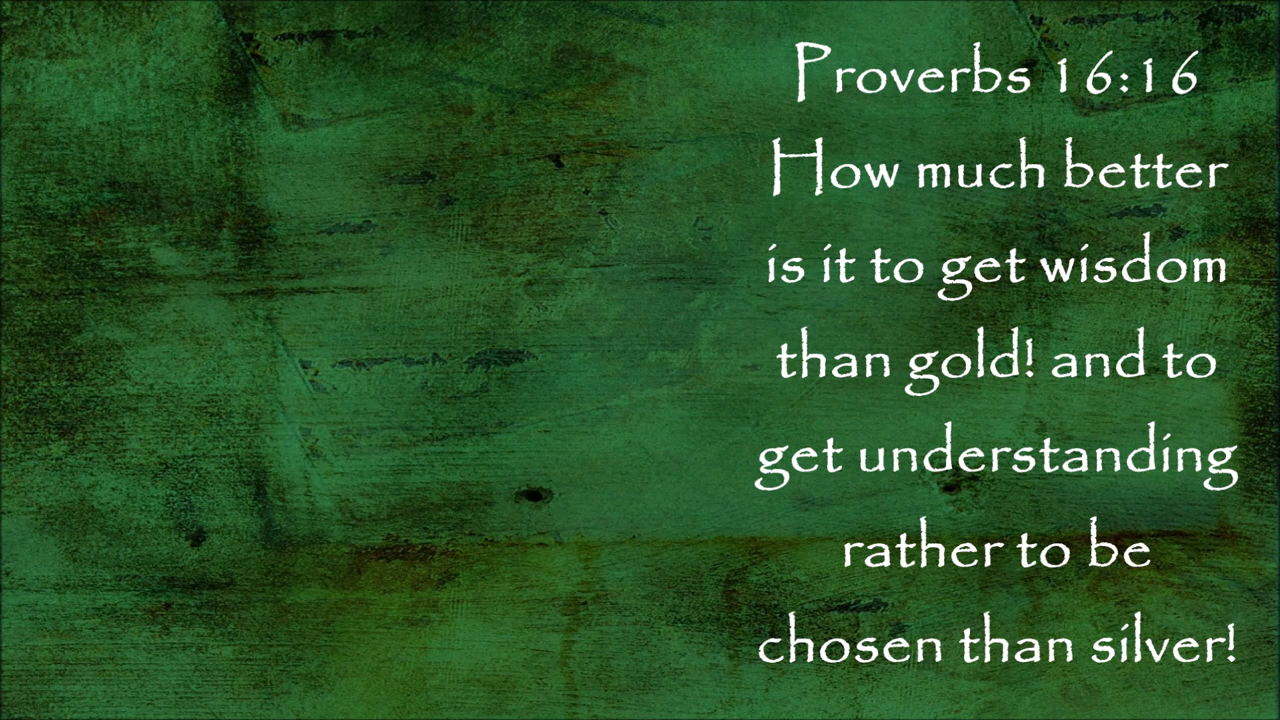 Proverbs 16:16
How much better
is it to get wisdom
than gold! and to
get understanding
rather to be
chosen than silver!